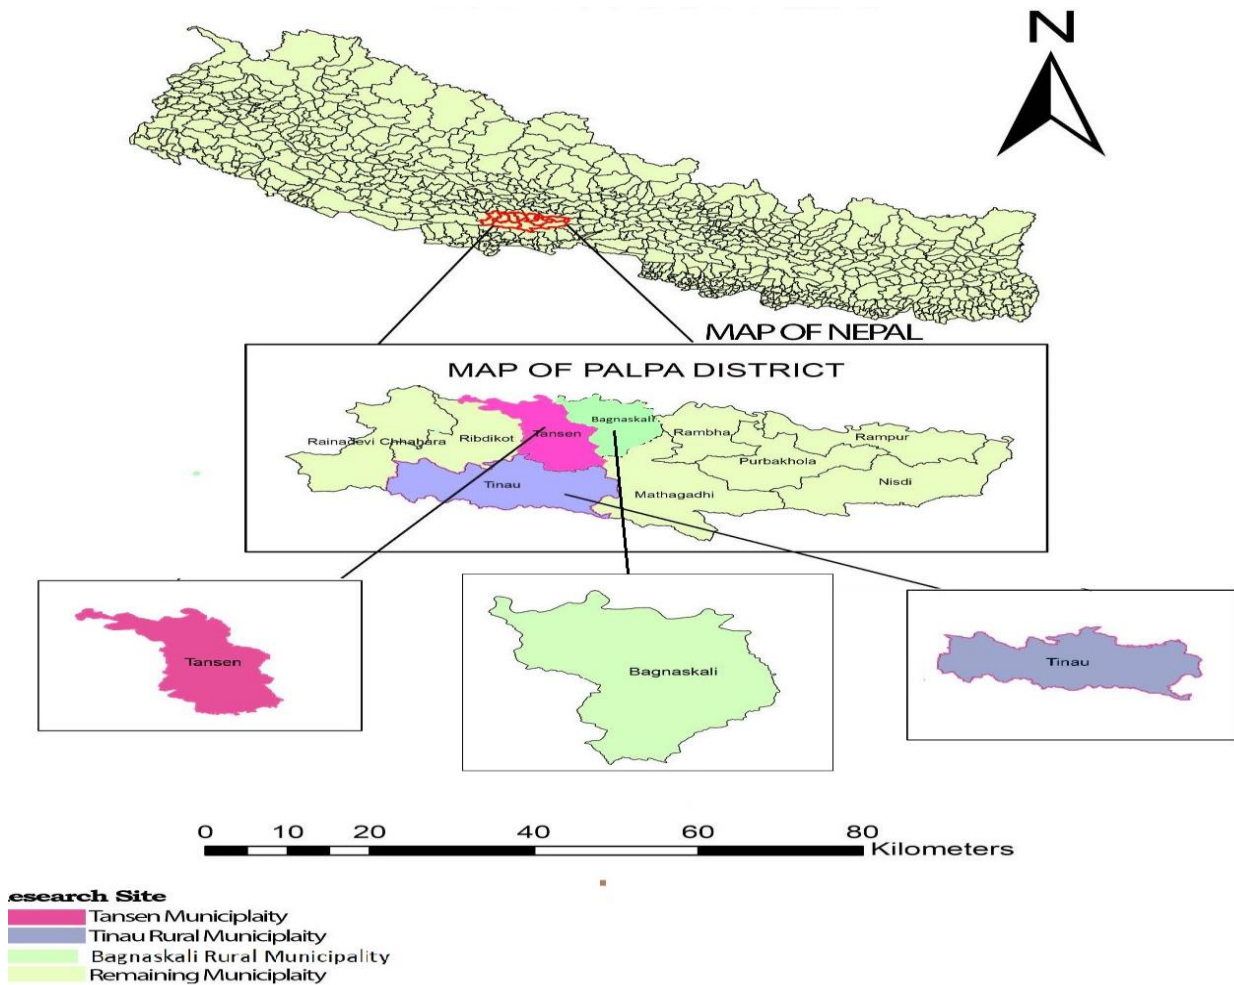 N
MAP OF NEPAL
MAP OF PALPA DISTRICT
Bagnaskali
Rainadevi Chhahara
Ribdikot
Tansen
Rambha
Rampur
Purbakhola
Tinau
Mathagadhi
Nisdi
Tansen
Bagnaskali
Tinau
0 10 20 40 60 80
Kilometers
esearch Site
Tansen Municiplaity
Tinau Rural Municiplaity
Bagnaskali Rural Municipality
Remaining Municiplaity